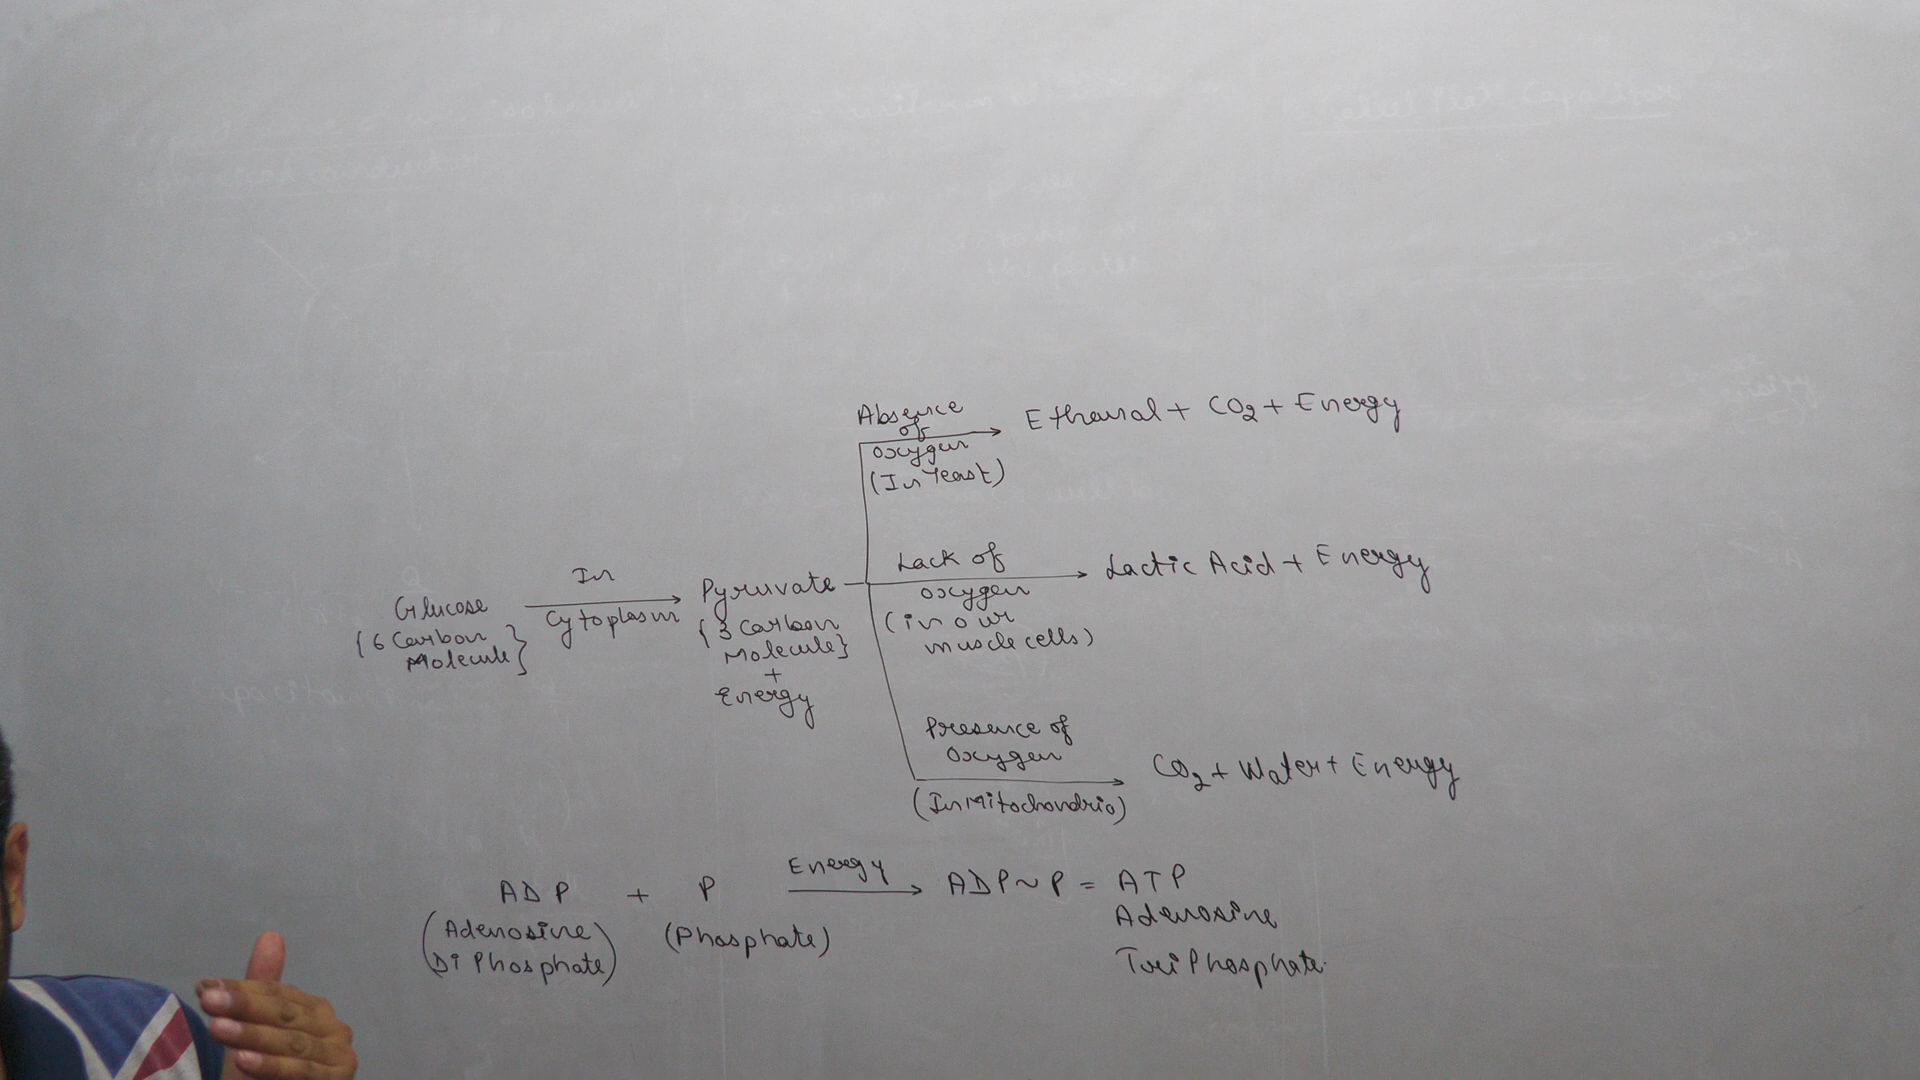 Absence
of
oxygen
(In Yeast)
Ethanol + CO2 + Energy
Glucose
{6 Carbon
Molecule}
In
Cytoplasm
Pyruvate
{3 Carbon
Molecule}
+
Energy
Lack of
oxygen
(in our
muscle cells)
Lactic Acid + Energy
Presence of
Oxygen
(In Mitochondria)
CO2 + Water + Energy
ADP + P Energy ADP~P = ATP
(Adenosine
Di Phosphate)
(Phosphate)
Adenosine
Tri Phosphate